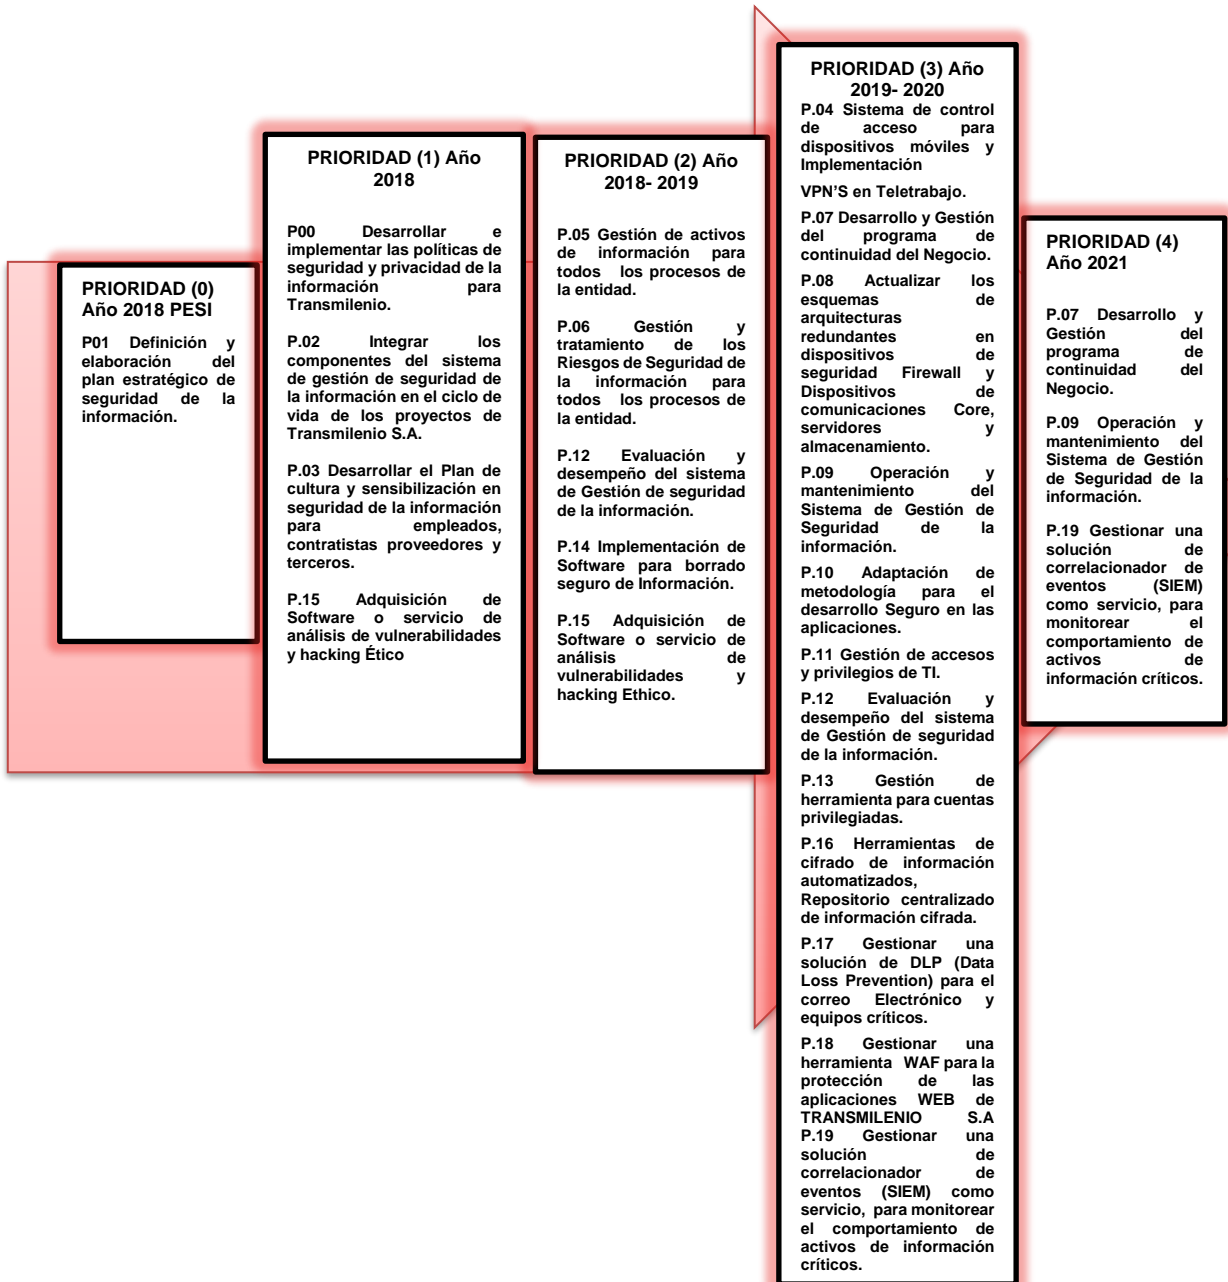 PRIORIDAD (0)
Año 2018 PESI
P01 Definición y
elaboración del
plan estratégico de
seguridad de la
información.
PRIORIDAD (1) Año
2018
P00 Desarrollar e
implementar las políticas de
seguridad y privacidad de la
información para
Transmilenio.
P.02 Integrar los
componentes del sistema
de gestión de seguridad de
la información en el ciclo de
vida de los proyectos de
Transmilenio S.A.
P.03 Desarrollar el Plan de
cultura y sensibilización en
seguridad de la información
para empleados,
contratistas proveedores y
terceros.
P.15 Adquisición de
Software o servicio de
análisis de vulnerabilidades
y hacking Ético
PRIORIDAD (2) Año
2018- 2019
P.05 Gestión de activos
de información para
todos los procesos de
la entidad.
P.06 Gestión y
tratamiento de los
Riesgos de Seguridad de
la información para
todos los procesos de
la entidad.
P.12 Evaluación y
desempeño del sistema
de Gestión de seguridad
de la información.
P.14 Implementación de
Software para borrado
seguro de Información.
P.15 Adquisición de
Software o servicio de
análisis de
vulnerabilidades y
hacking Ethico.
PRIORIDAD (3) Año
2019- 2020
P.04 Sistema de control
de acceso para
dispositivos móviles y
Implementación
VPN'S en Teletrabajo.
P.07 Desarrollo y Gestión
del programa de
continuidad del Negocio.
P.08 Actualizar los
esquemas de
arquitecturas
redundantes en
dispositivos de
seguridad Firewall y
Dispositivos de
comunicaciones Core,
servidores y
almacenamiento.
P.09 Operación y
mantenimiento del
Sistema de Gestión de
Seguridad de la
información.
P.10 Adaptación de
metodología para el
desarrollo Seguro en las
aplicaciones.
P.11 Gestión de accesos
y privilegios de TI.
P.12 Evaluación y
desempeño del sistema
de Gestión de seguridad
de la información.
P.13 Gestión de
herramienta para cuentas
privilegiadas.
P.16 Herramientas de
cifrado de información
automatizados,
Repositorio centralizado
de información cifrada.
P.17 Gestionar una
solución de DLP (Data
Loss Prevention) para el
correo Electrónico y
equipos críticos.
P.18 Gestionar una
herramienta WAF para la
protección de las
aplicaciones WEB de
TRANSMILENIO S.A
P.19 Gestionar una
solución de
correlacionador de
eventos (SIEM) como
servicio, para monitorear
el comportamiento de
activos de información
críticos.
PRIORIDAD (4)
Año 2021
P.07 Desarrollo y
Gestión del
programa de
continuidad del
Negocio.
P.09 Operación y
mantenimiento del
Sistema de Gestión
de Seguridad de la
información.
P.19 Gestionar una
solución de
correlacionador de
eventos (SIEM)
como servicio, para
monitorear el
comportamiento de
activos de
información críticos.